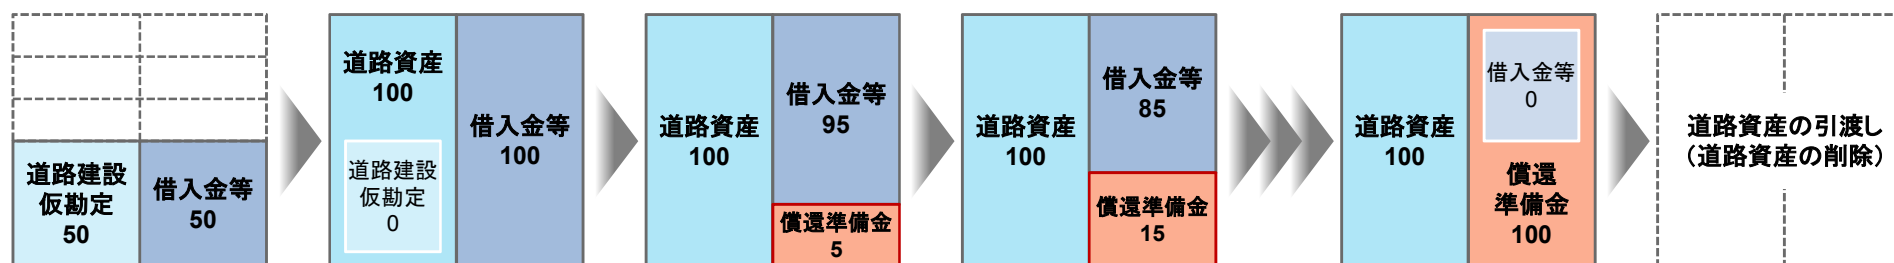 道路建設
仮勘定
50
借入金等
50
道路資産
100
道路建設
仮勘定
0
借入金等
100
道路資産
100
借入金等
95
償還準備金
5
道路資産
100
借入金等
85
償還準備金
15
道路資産
100
借入金等
0
償還
準備金
100
道路資産の引渡し
（道路資産の削除）